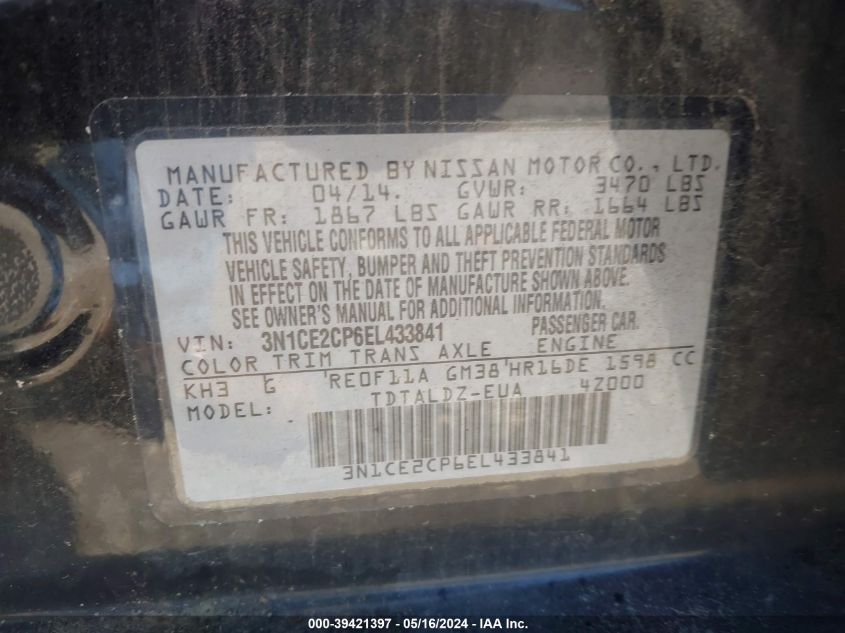 MANUFACTURED BY NISSAN MOTOR CO., LTD.
DATE: 04/14. GVWR: 3470 LBS
GAWR FR: 1867 LBS GAWR RR: 1664 LBS
THIS VEHICLE CONFORMS TO ALL APPLICABLE FEDERAL MOTOR
VEHICLE SAFETY, BUMPER AND THEFT PREVENTION STANDARDS
IN EFFECT ON THE DATE OF MANUFACTURE SHOWN ABOVE.
SEE OWNER'S MANUAL FOR ADDITIONAL INFORMATION.
VIN: 3N1CE2CP6EL433841 PASSENGER CAR.
COLOR TRIM TRANS AXLE ENGINE
KH3 G 'RE0F11A GM38'HR16DE 1598 CC
MODEL: TDTALDZ-EUA 4Z000
3N1CE2CP6EL433841
000-39421397 - 05/16/2024 - IAA Inc.